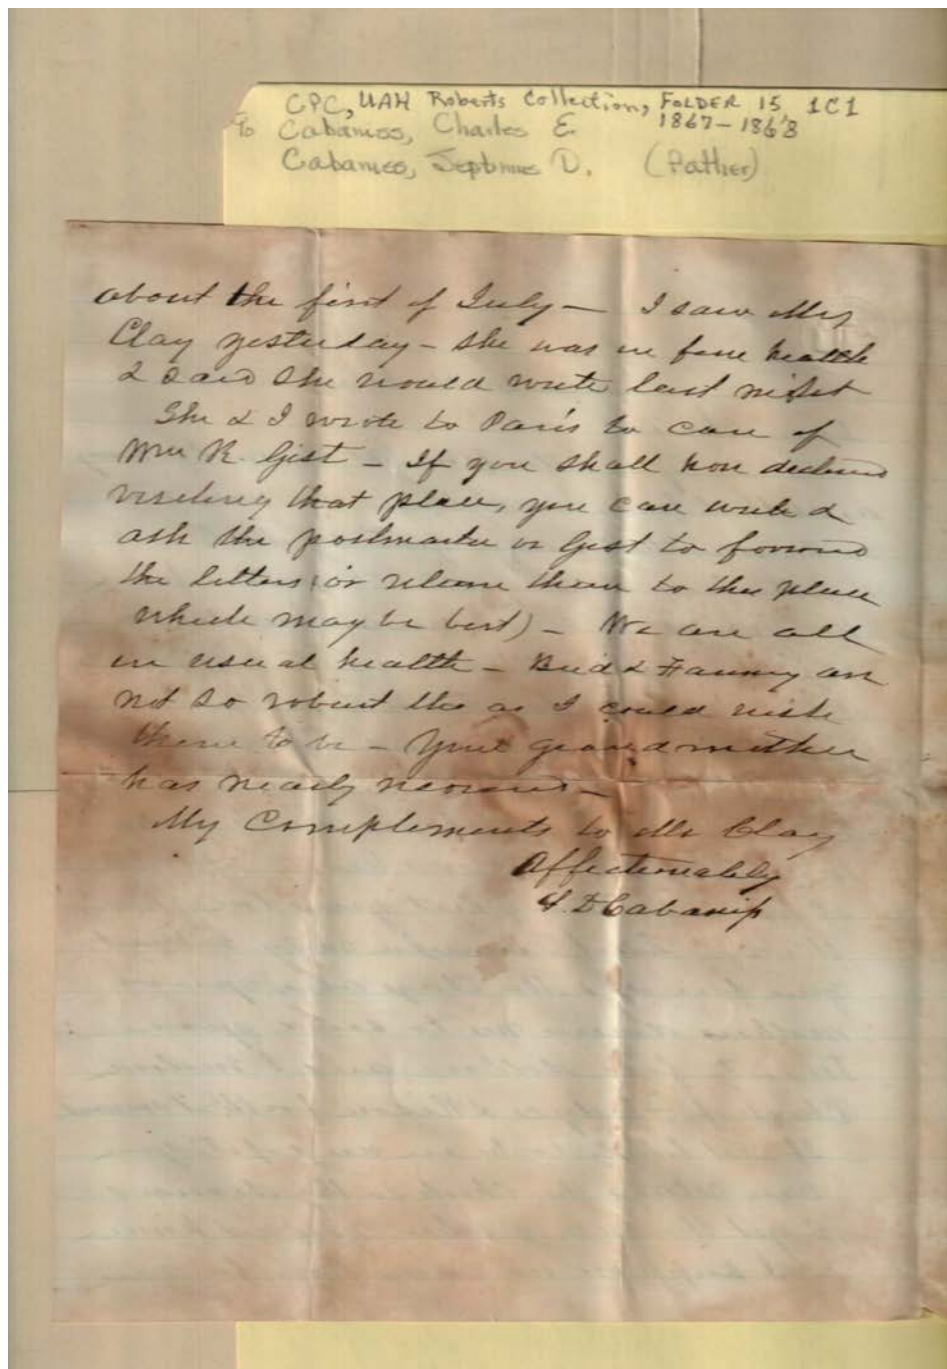 CPC, UAH Roberts Collection, FOLDER 15, 1C1
To Cabaniss, Charles E. 1867-1868
Cabaniss, Septimus D. (Father)
about the first of July — I saw Mrs
Clay yesterday - she was in fine health
& said she would write last night
She & I wrote to Paris to care of
Wm R. Gist - If you shall have declined
visiting that place, you can write &
ask the postmaster or Gist to forward
the letters (or return them to this place
which may be best) - We are all
in usual health - Bud & Fanny are
not so robust tho as I could wish
them to be - Your grandmother
has nearly recovered -
My Compliments to Mr Clay
Affectionately
S. D. Cabaniss